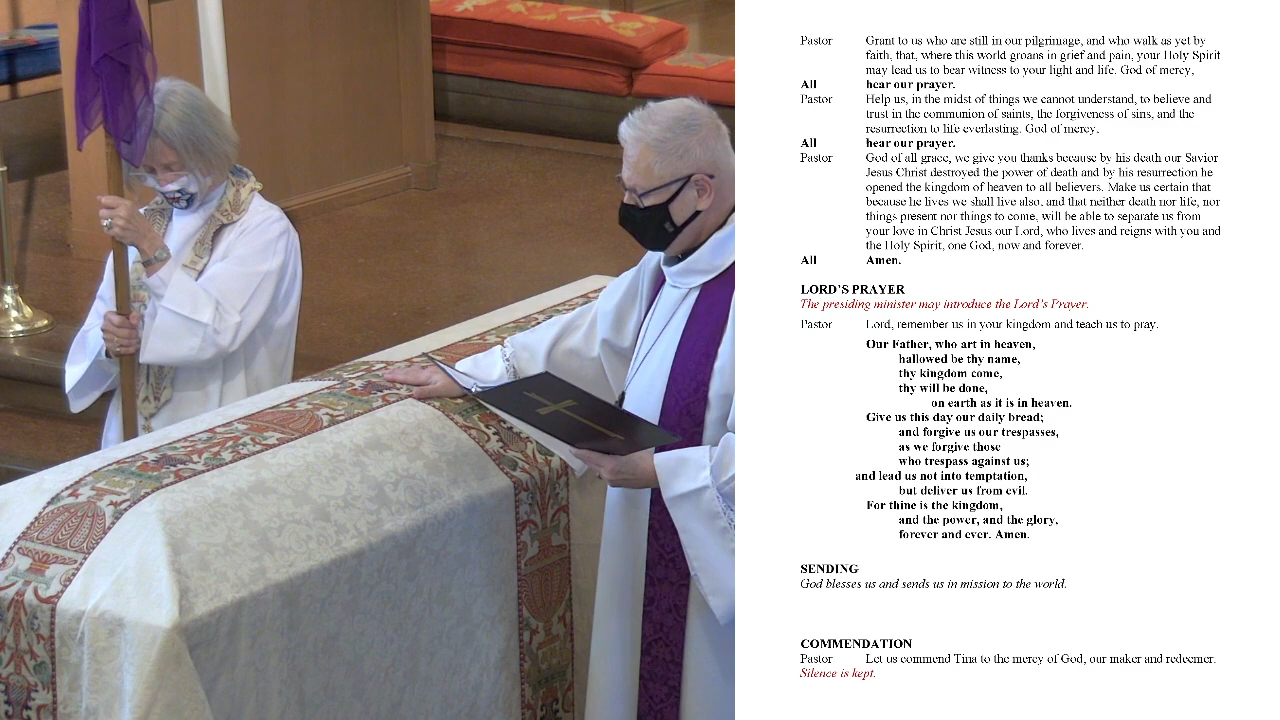 Pastor Grant to us who are still in our pilgrimage, and who walk as yet by
faith, that, where this world groans in grief and pain, your Holy Spirit
may lead us to bear witness to your light and life. God of mercy,
All hear our prayer.
Pastor Help us, in the midst of things we cannot understand, to believe and
trust in the communion of saints, the forgiveness of sins, and the
resurrection to life everlasting. God of mercy,
All hear our prayer.
Pastor God of all grace, we give you thanks because by his death our Savior
Jesus Christ destroyed the power of death and by his resurrection he
opened the kingdom of heaven to all believers. Make us certain that
because he lives we shall live also, and that neither death nor life, nor
things present nor things to come, will be able to separate us from
your love in Christ Jesus our Lord, who lives and reigns with you and
the Holy Spirit, one God, now and forever.
All Amen.
LORD'S PRAYER
The presiding minister may introduce the Lord's Prayer.
Pastor Lord, remember us in your kingdom and teach us to pray.
Our Father, who art in heaven,
hallowed be thy name,
thy kingdom come,
thy will be done,
on earth as it is in heaven.
Give us this day our daily bread;
and forgive us our trespasses,
as we forgive those
who trespass against us;
and lead us not into temptation,
but deliver us from evil.
For thine is the kingdom,
and the power, and the glory,
forever and ever. Amen.
SENDING
God blesses us and sends us in mission to the world.
COMMENDATION
Pastor Let us commend Tina to the mercy of God, our maker and redeemer.
Silence is kept.